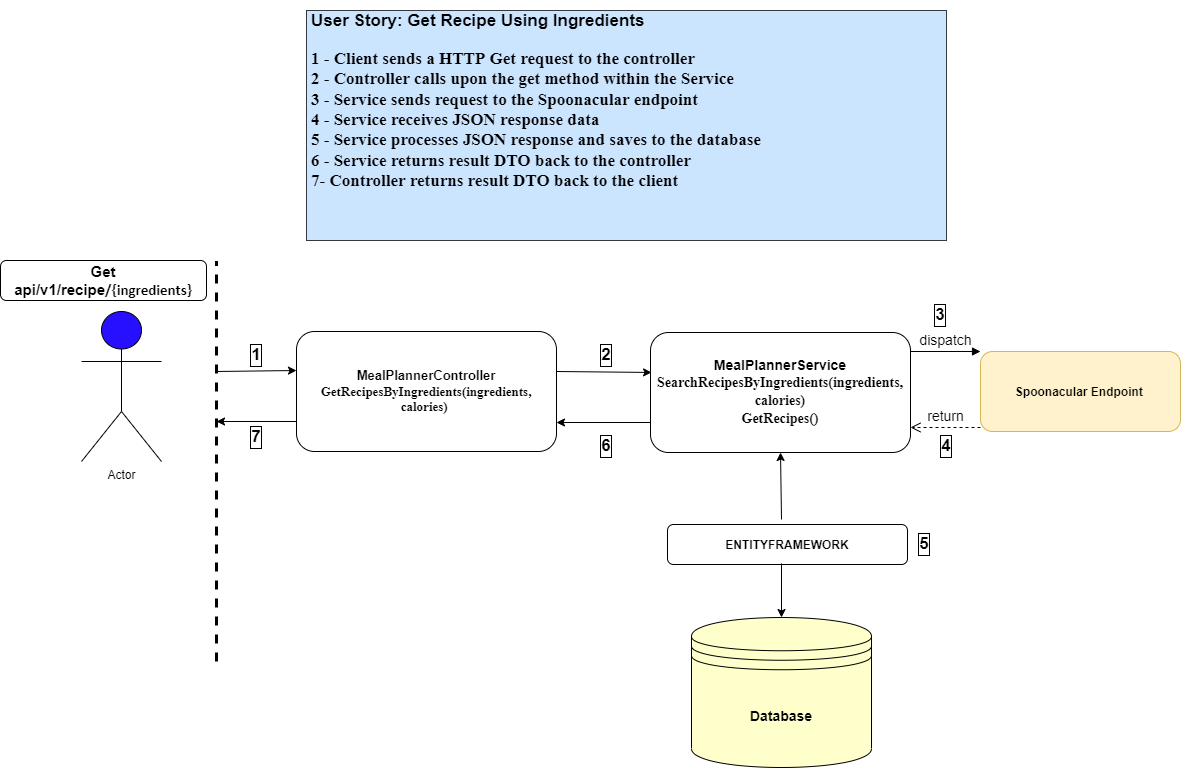 User Story: Get Recipe Using Ingredients
1 - Client sends a HTTP Get request to the controller
2 - Controller calls upon the get method within the Service
3 - Service sends request to the Spoonacular endpoint
4 - Service receives JSON response data
5 - Service processes JSON response and saves to the database
6 - Service returns result DTO back to the controller
7- Controller returns result DTO back to the client
Get
api/v1/recipe/{ingredients}
Actor
1
7
MealPlannerController
GetRecipesByIngredients(ingredients,
calories)
2
6
MealPlannerService
SearchRecipesByIngredients(ingredients,
calories)
GetRecipes()
3
dispatch
return
4
Spoonacular Endpoint
ENTITYFRAMEWORK
5
Database